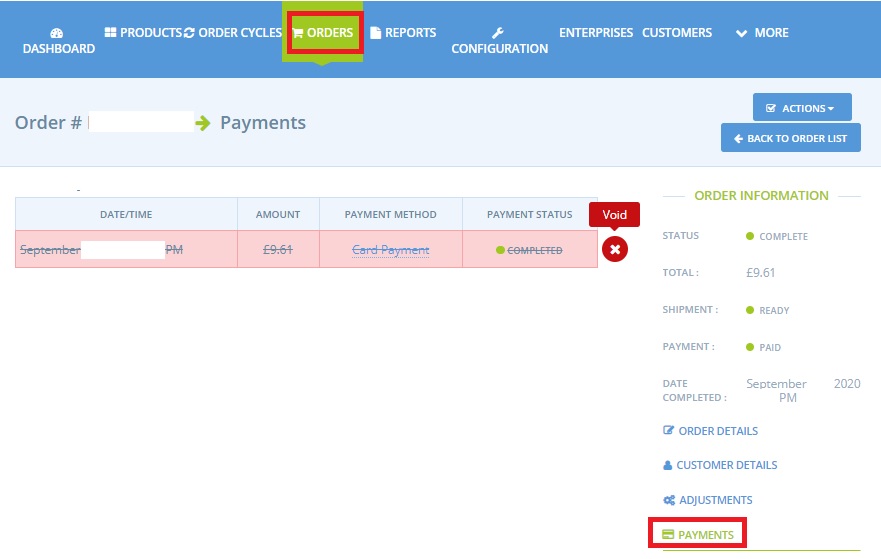 DASHBOARD
PRODUCTS
ORDER CYCLES
ORDERS
REPORTS
CONFIGURATION
ENTERPRISES
CUSTOMERS
MORE
Order #
Payments
ACTIONS
BACK TO ORDER LIST
DATE/TIME AMOUNT PAYMENT METHOD PAYMENT STATUS
Void
September PM £9.61 Card Payment COMPLETED
ORDER INFORMATION
STATUS COMPLETE
TOTAL : £9.61
SHIPMENT : READY
PAYMENT : PAID
DATE September 2020
COMPLETED : PM
ORDER DETAILS
CUSTOMER DETAILS
ADJUSTMENTS
PAYMENTS